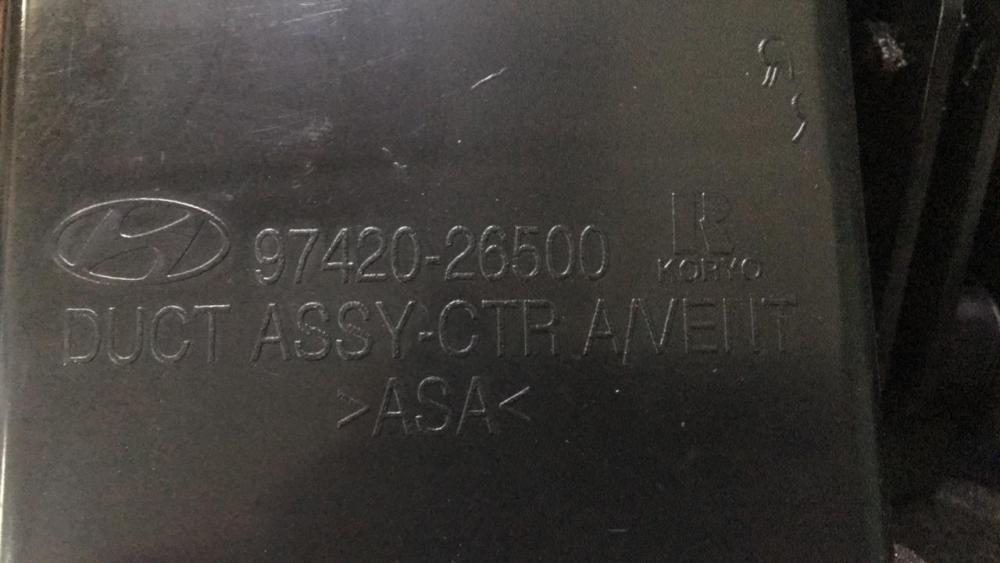 97420-26500
KORYO
DUCT ASSY-CTR A/VENT
>ASA<